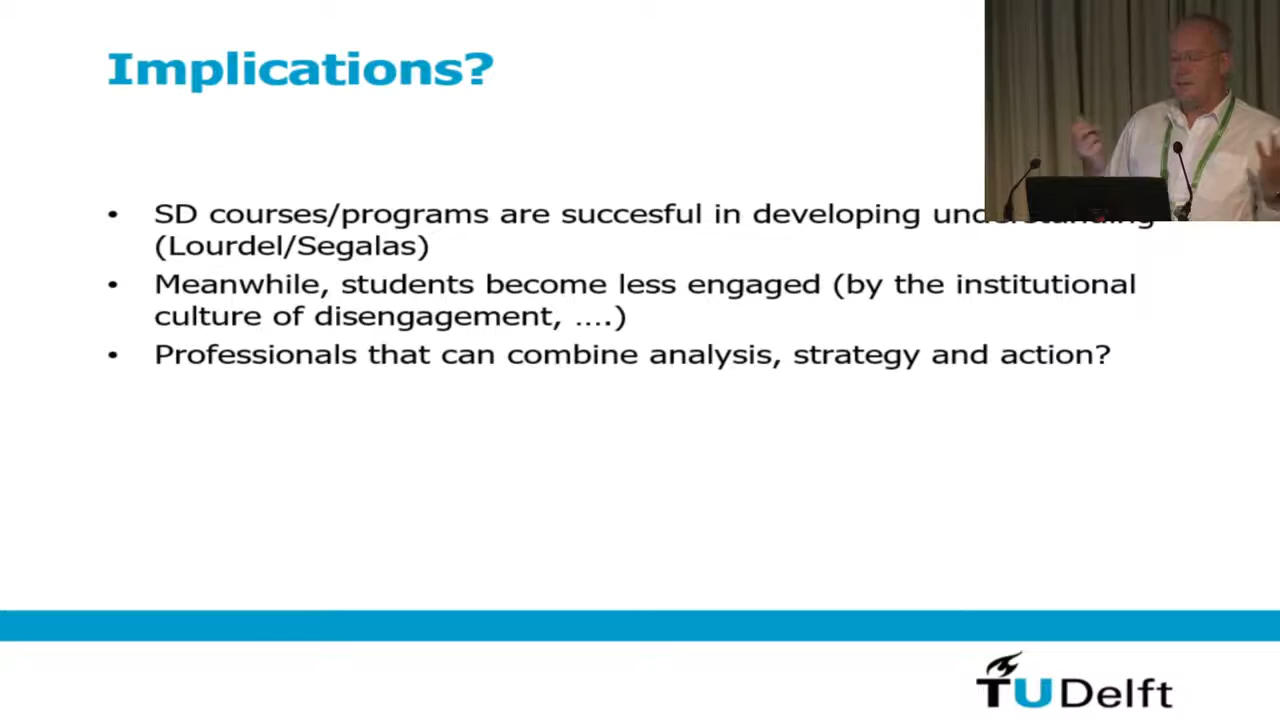 Implications?
• SD courses/programs are succesful in developing understanding
(Lourdel/Segalas)
• Meanwhile, students become less engaged (by the institutional
culture of disengagement, ....)
• Professionals that can combine analysis, strategy and action?
TU Delft